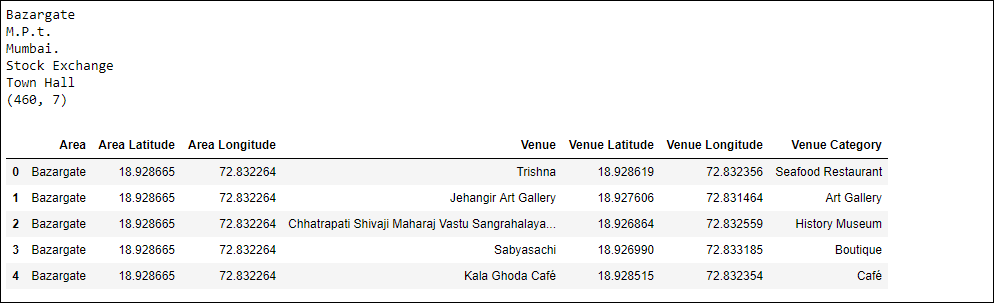 Bazargate
M.P.t.
Mumbai.
Stock Exchange
Town Hall
(460, 7)
Area Area Latitude Area Longitude Venue Venue Latitude Venue Longitude Venue Category
0 Bazargate 18.928665 72.832264 Trishna 18.928619 72.832356 Seafood Restaurant
1 Bazargate 18.928665 72.832264 Jehangir Art Gallery 18.927606 72.831464 Art Gallery
2 Bazargate 18.928665 72.832264 Chhatrapati Shivaji Maharaj Vastu Sangrahalaya... 18.926864 72.832559 History Museum
3 Bazargate 18.928665 72.832264 Sabyasachi 18.926990 72.833185 Boutique
4 Bazargate 18.928665 72.832264 Kala Ghoda Café 18.928515 72.832354 Café